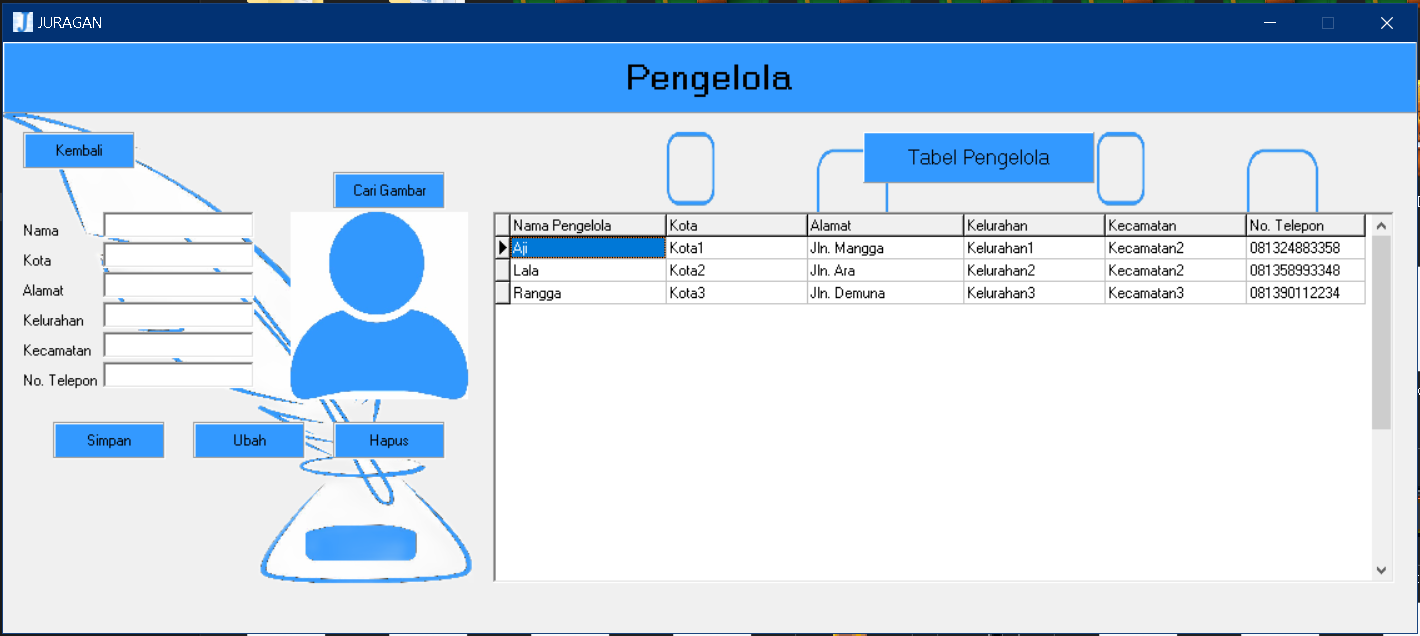 JURAGAN
Pengelola
Kembali
Cari Gambar
Nama
Kota
Alamat
Kelurahan
Kecamatan
No. Telepon
Simpan Ubah Hapus
Tabel Pengelola
Nama Pengelola Kota Alamat Kelurahan Kecamatan No. Telepon
Aji Kota1 Jln. Mangga Kelurahan1 Kecamatan2 081324883358
Lala Kota2 Jln. Ara Kelurahan2 Kecamatan2 081358993348
Rangga Kota3 Jln. Demuna Kelurahan3 Kecamatan3 081390112234